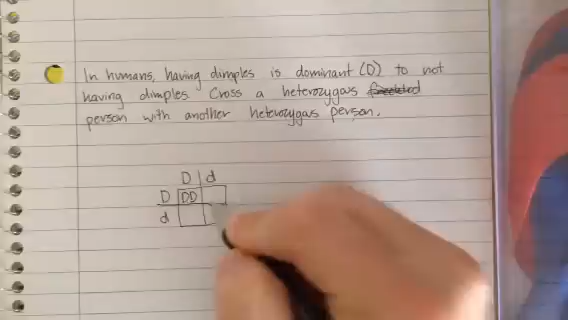 In humans, having dimples is dominant (D) to not
having dimples. Cross a heterozygous
person with another heterozygous person.
D d
D DD
d